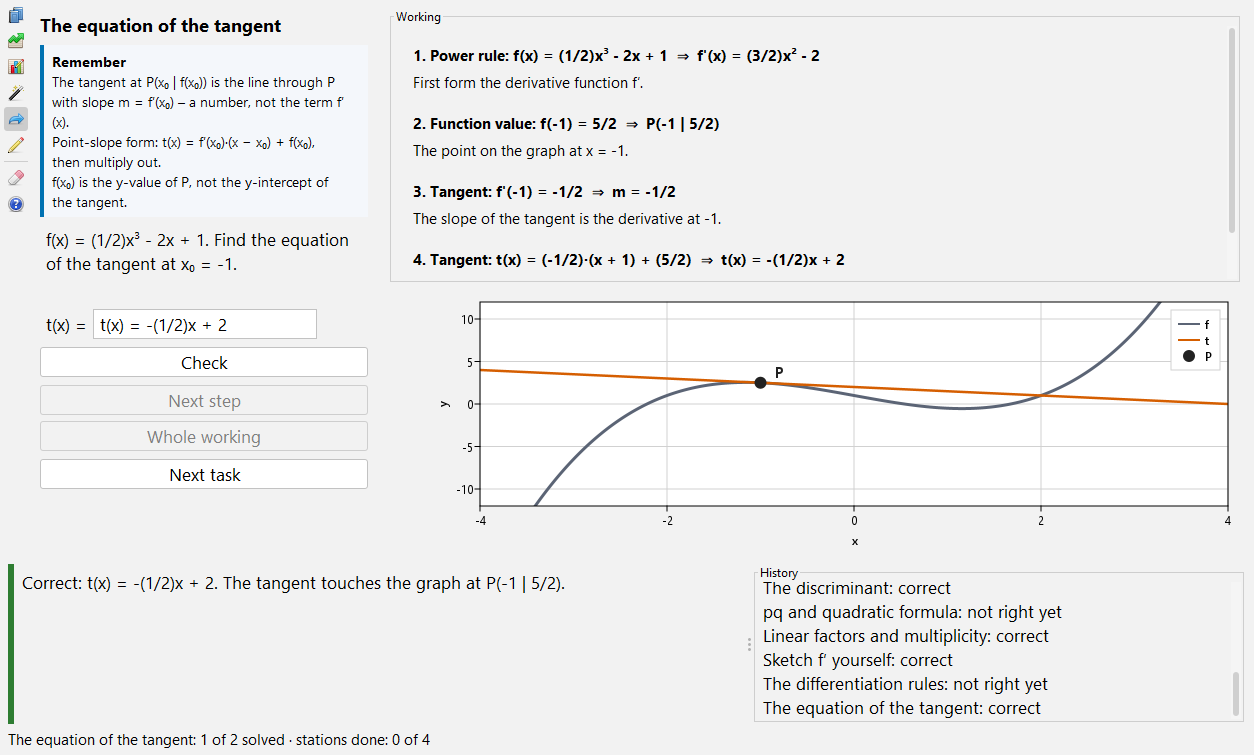 The equation of the tangent
Remember
The tangent at P(x₀ | f(x₀)) is the line through P
with slope m = f′(x₀) – a number, not the term f′
(x).
Point-slope form: t(x) = f′(x₀)·(x − x₀) + f(x₀),
then multiply out.
f(x₀) is the y-value of P, not the y-intercept of
the tangent.
f(x) = (1/2)x³ - 2x + 1. Find the equation
of the tangent at x₀ = -1.
t(x) = t(x) = -(1/2)x + 2
Check
Next step
Whole working
Next task
Working
1. Power rule: f(x) = (1/2)x³ - 2x + 1 ⇒ f'(x) = (3/2)x² - 2
First form the derivative function f′.
2. Function value: f(-1) = 5/2 ⇒ P(-1 | 5/2)
The point on the graph at x = -1.
3. Tangent: f'(-1) = -1/2 ⇒ m = -1/2
The slope of the tangent is the derivative at -1.
4. Tangent: t(x) = (-1/2)·(x + 1) + (5/2) ⇒ t(x) = -(1/2)x + 2
10
5
0
-5
-10
y
P
f
t
P
-4
-2
0
2
4
x
Correct: t(x) = -(1/2)x + 2. The tangent touches the graph at P(-1 | 5/2).
History
The discriminant: correct
pq and quadratic formula: not right yet
Linear factors and multiplicity: correct
Sketch f′ yourself: correct
The differentiation rules: not right yet
The equation of the tangent: correct
The equation of the tangent: 1 of 2 solved · stations done: 0 of 4